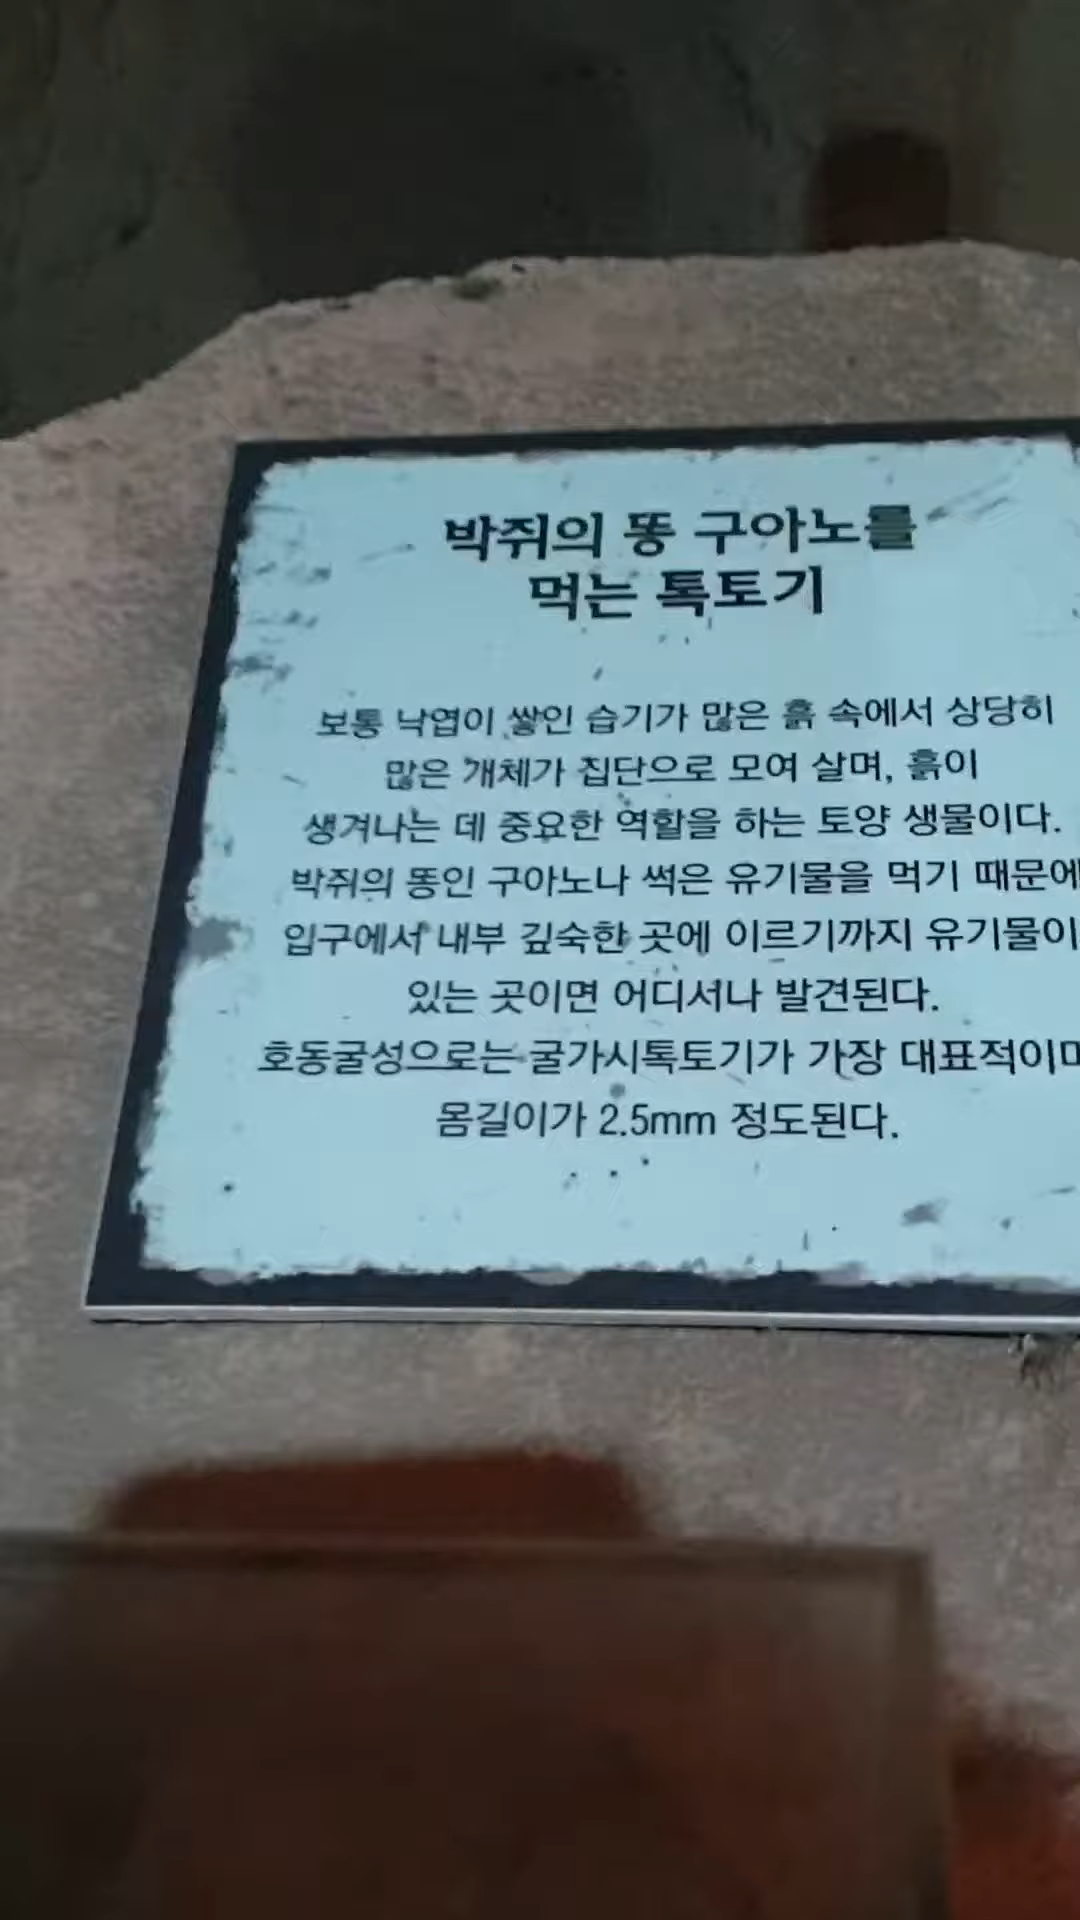 박쥐의 똥 구아노를
먹는 톡토기
보통 낙엽이 쌓인 습기가 많은 흙 속에서 상당히
많은 개체가 집단으로 모여 살며, 흙이
생겨나는 데 중요한 역할을 하는 토양 생물이다.
박쥐의 똥인 구아노나 썩은 유기물을 먹기 때문에
입구에서 내부 깊숙한 곳에 이르기까지 유기물이
있는 곳이면 어디서나 발견된다.
호동굴성으로는 굴가시톡토기가 가장 대표적이며
몸길이가 2.5mm 정도된다.